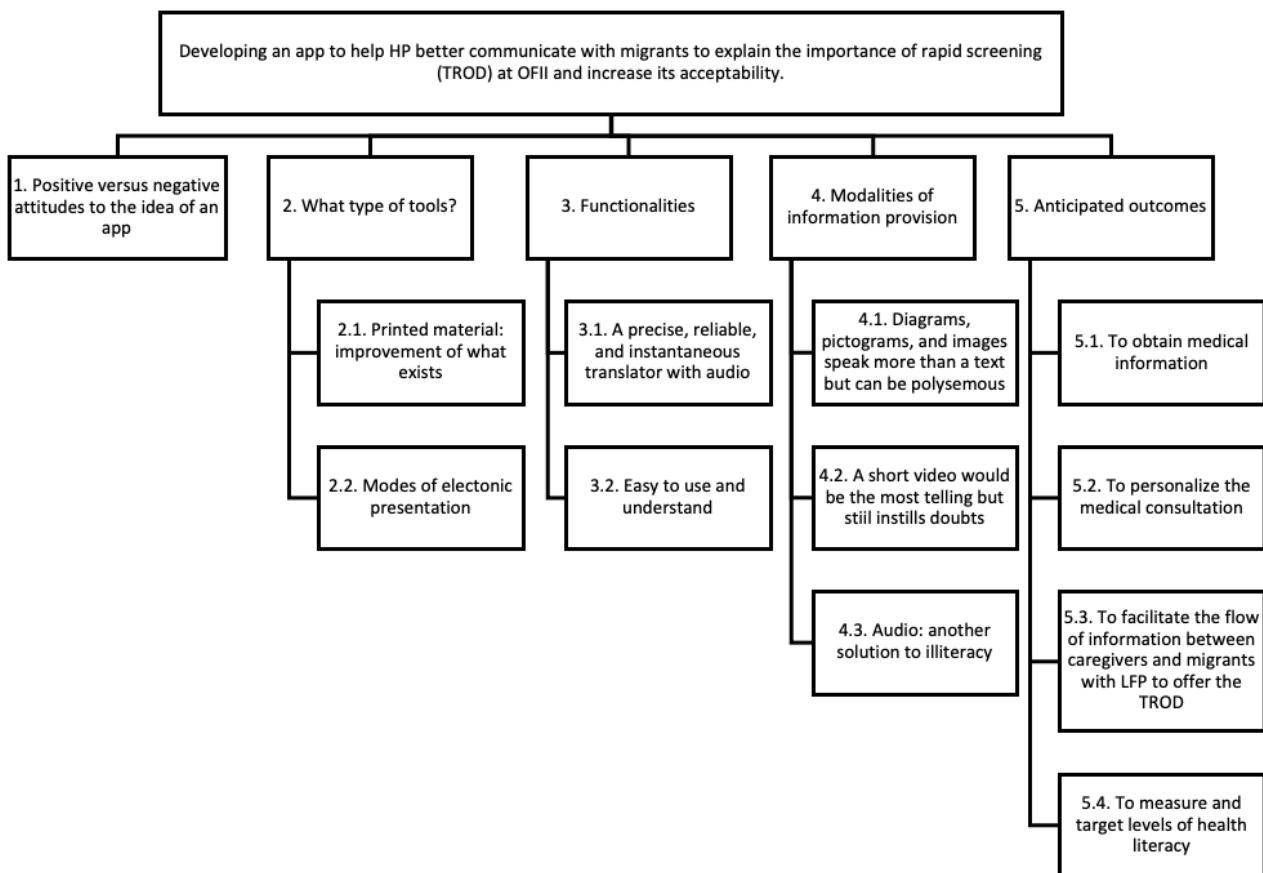 Developing an app to help HP better communicate with migrants to explain the importance of rapid screening
(TROD) at OFII and increase its acceptability.
1. Positive versus negative
attitudes to the idea of an
app
2. What type of tools?
3. Functionalities
4. Modalities of
information provision
5. Anticipated outcomes
2.1. Printed material:
improvement of what
exists
2.2. Modes of electonic
presentation
3.1. A precise, reliable,
and instantaneous
translator with audio
3.2. Easy to use and
understand
4.1. Diagrams,
pictograms, and images
speak more than a text
but can be polysemous
4.2. A short video would
be the most telling but
stiil instills doubts
4.3. Audio: another
solution to illiteracy
5.1. To obtain medical
information
5.2. To personalize the
medical consultation
5.3. To facilitate the flow
of information between
caregivers and migrants
with LFP to offer the
TROD
5.4. To measure and
target levels of health
literacy